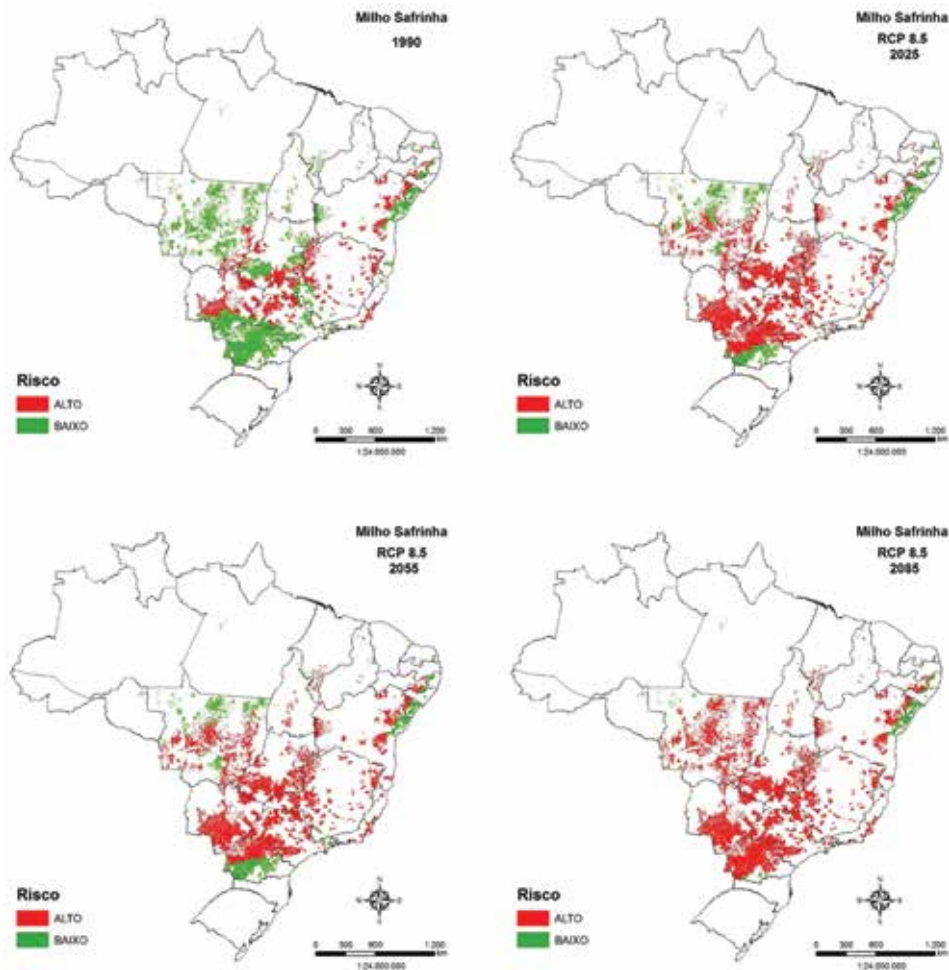 Milho Safrinha
1990
Risco
ALTO
BAIXO
N
W
E
S
0 300 600 1.200
km
1:24.000.000
Milho Safrinha
RCP 8.5
2025
Risco
ALTO
BAIXO
N
W
E
S
0 300 600 1.200
km
1:24.000.000
Milho Safrinha
RCP 8.5
2055
Risco
ALTO
BAIXO
N
W
E
S
0 300 600 1.200
km
1:24.000.000
Milho Safrinha
RCP 8.5
2085
Risco
ALTO
BAIXO
N
W
E
S
0 300 600 1.200
km
1:24.000.000